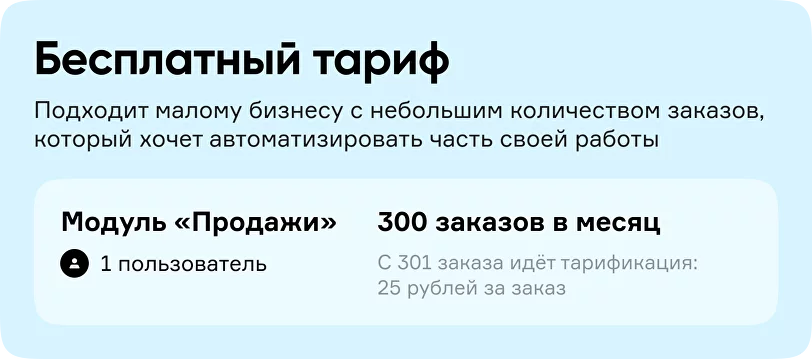 Бесплатный тариф
Подходит малому бизнесу с небольшим количеством заказов,
который хочет автоматизировать часть своей работы
Модуль «Продажи»
1 пользователь
300 заказов в месяц
С 301 заказа идёт тарификация:
25 рублей за заказ